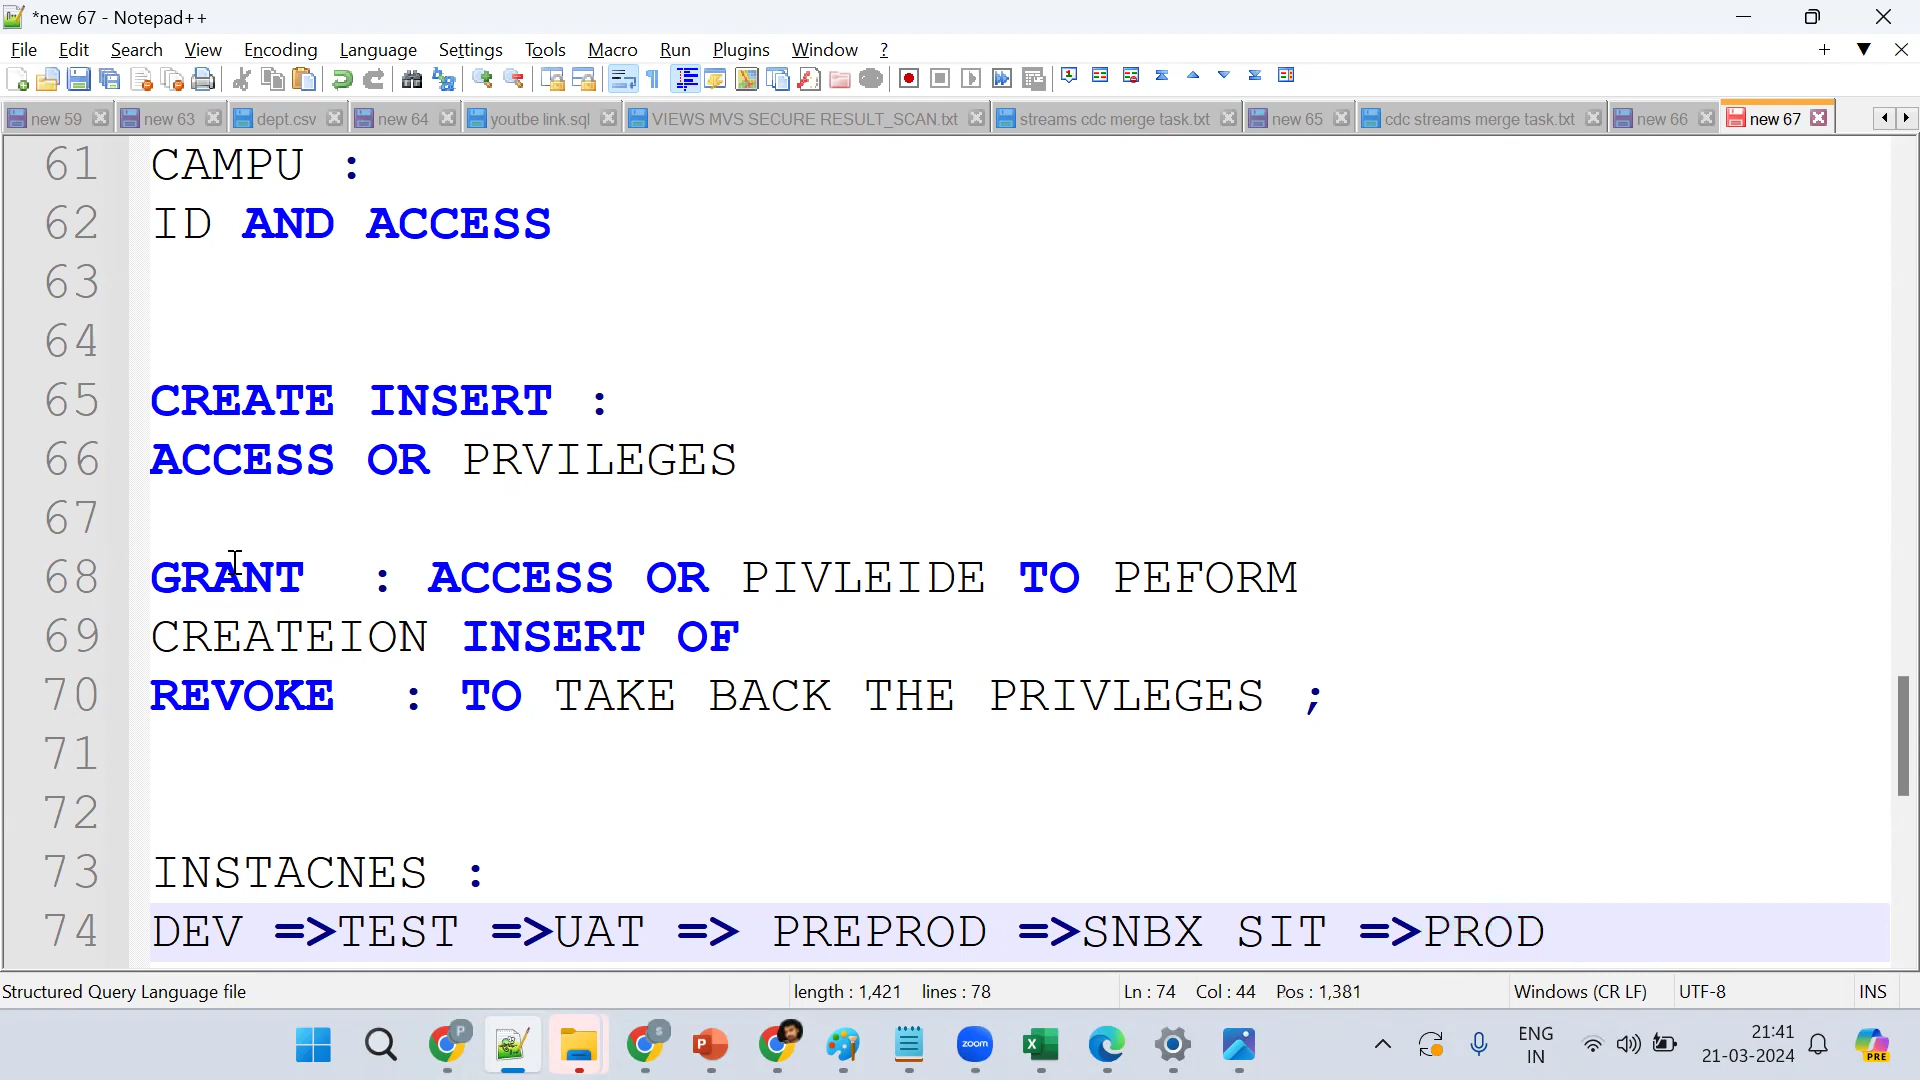 *new 67 - Notepad++
File Edit Search View Encoding Language Settings Tools Macro Run Plugins Window ?
new 59 new 63 dept.csv new 64 youtbe link.sql VIEWS MVS SECURE RESULT_SCAN.txt streams cdc merge task.txt new 65 cdc streams merge task.txt new 66 new 67
61 CAMPU :
62 ID AND ACCESS
63
64
65 CREATE INSERT :
66 ACCESS OR PRVILEGES
67
68 GRANT : ACCESS OR PIVLEIDE TO PEFORM
69 CREATEION INSERT OF
70 REVOKE : TO TAKE BACK THE PRIVLEGES ;
71
72
73 INSTACNES :
74 DEV =>TEST =>UAT => PREPROD =>SNBX SIT =>PROD
Structured Query Language file length : 1,421 lines : 78 Ln : 74 Col : 44 Pos : 1,381 Windows (CR LF) UTF-8 INS
P S zoom ENG IN 21:41 21-03-2024 PRE